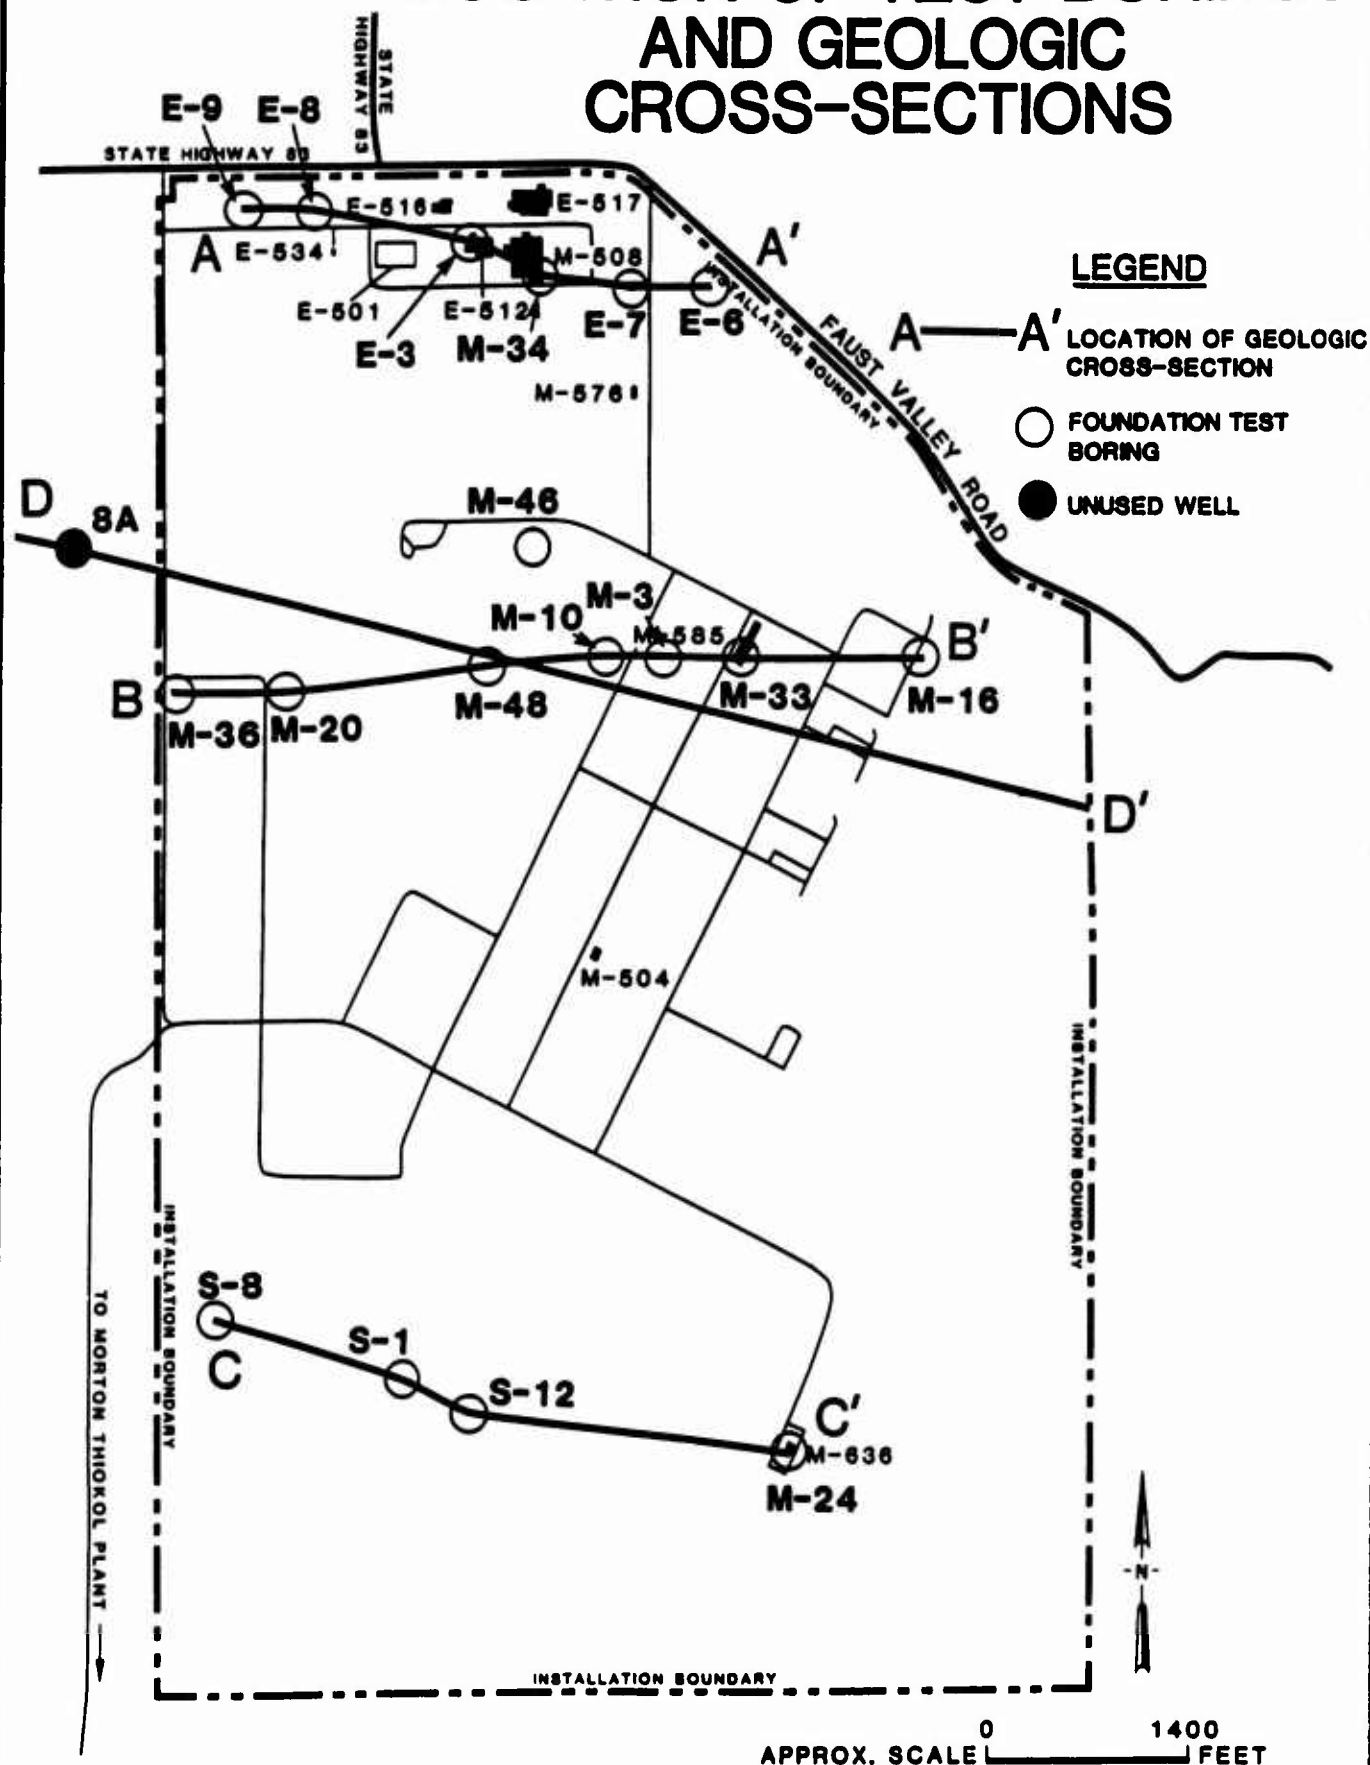 AND GEOLOGIC
CROSS-SECTIONS
STATE
HIGHWAY 83
E-9
E-8
STATE HIGHWAY 83
E-516
E-517
A
E-534
M-508
A'
E-501
E-512
E-7
E-6
E-3
M-34
M-576
INSTALLATION BOUNDARY
FAUST VALLEY ROAD
LEGEND
A
A'
LOCATION OF GEOLOGIC
CROSS-SECTION
FOUNDATION TEST
BORING
UNUSED WELL
D
8A
M-46
M-3
M-10
M-585
B'
B
M-36
M-20
M-48
M-33
M-16
D'
M-504
INSTALLATION BOUNDARY
INSTALLATION BOUNDARY
TO MORTON THIOKOL PLANT
S-8
C
S-1
S-12
C'
M-636
M-24
-N-
INSTALLATION BOUNDARY
0 1400
APPROX. SCALE FEET